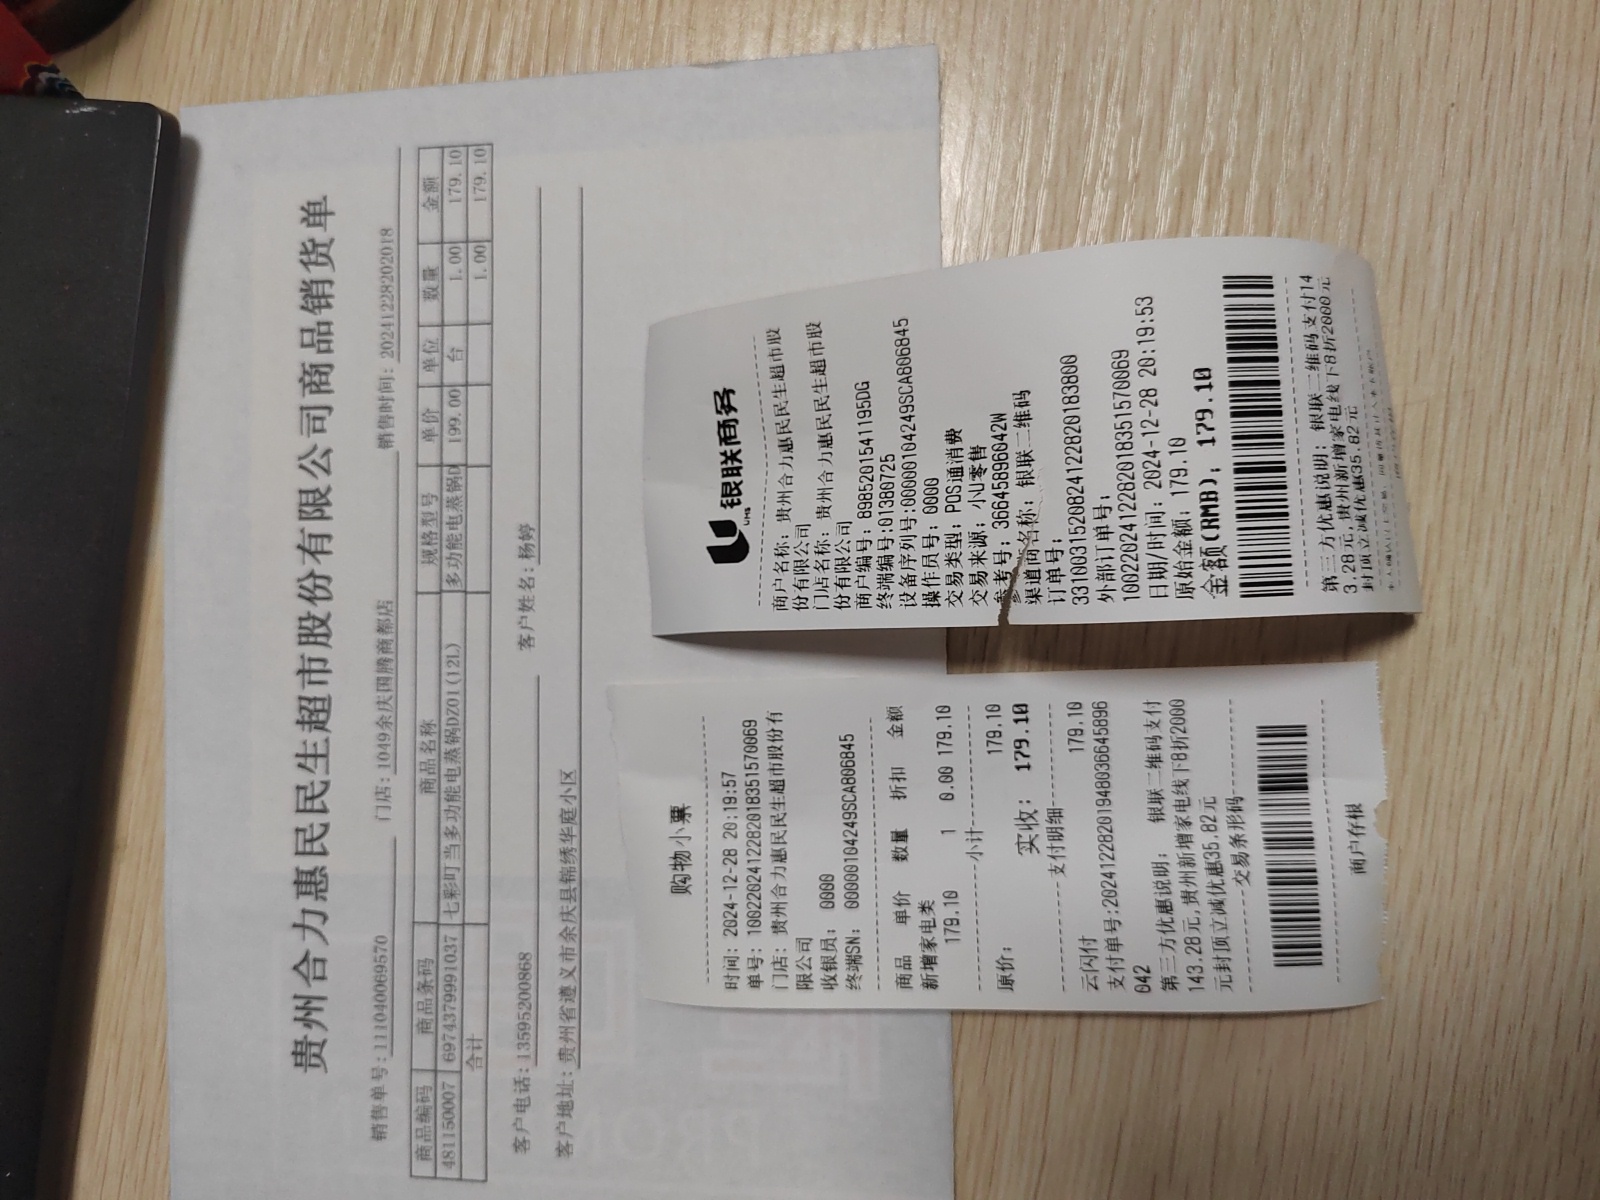 贵州合力惠民民生超市股份有限公司商品销货单
销售单号: 1111040069570 门店: 1049余庆国腾商都店 销售时间: 20241228202018
商品编码 商品条码 商品名称 规格型号 单价 单位 数量 金额
481150007 6974379991037 七彩叮当多功能电蒸锅DZ01(12L) 多功能电蒸锅D 199.00 台 1.00 179.10
合计 1.00 179.10
客户电话: 13595200868 客户姓名: 杨婷
客户地址: 贵州省遵义市余庆县锦绣华庭小区
购物小票
时间: 2024-12-28 20:19:57
单号: 10022024122820183515700​69
门店: 贵州合力惠民民生超市股份有
限公司
收银员: 0000
终端SN: 00000104249SCA806845
商品 单价 数量 折扣 金额
新增家电类
179.10 1 0.00 179.10
小计
原价: 179.10
实收: 179.10
支付明细
云闪付 179.10
支付单号:20241228201948036645896
042
第三方优惠说明: 银联二维码支付
143.28元,贵州新增家电线下8折2000
元封顶立减优惠35.82元
交易条形码
商户存根
银联商务
UMS
商户名称: 贵州合力惠民民生超市股
份有限公司
门店名称: 贵州合力惠民民生超市股
份有限公司
商户编号: 89852015411195DG
终端编号:01380725
设备序列号:00000104249SCA806845
操作员号: 0000
交易类型: POS通消费
交易来源: 小U零售
参考号: 36645896042W
渠道商名称: 银联二维码
订单号:
33100315208241228201838​00
外部订单号:
1002202412282018351570069
日期/时间: 2024-12-28 20:19:53
原始金额: 179.10
金额(RMB): 179.10
第三方优惠说明: 银联二维码支付14
3.28元,贵州新增家电线下8折2000元
封顶立减优惠35.82元